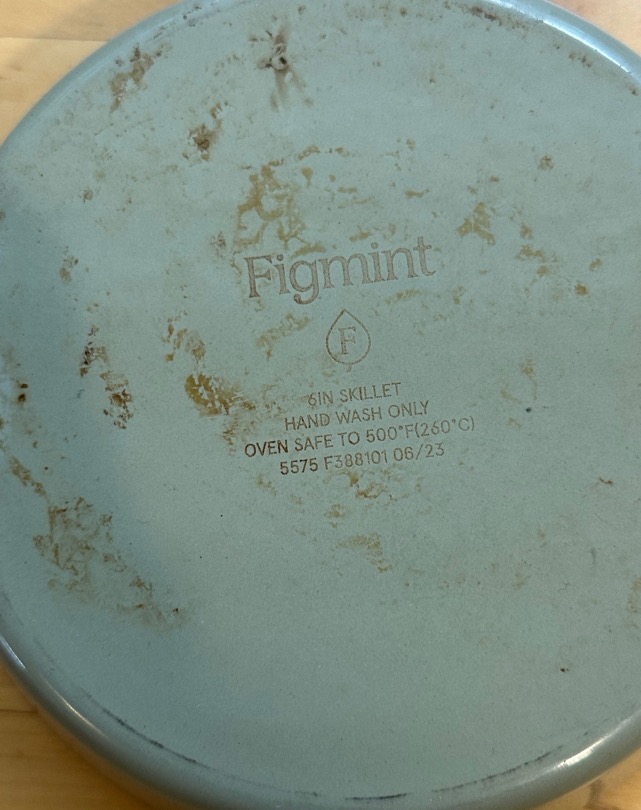 Figmint
F
6IN SKILLET
HAND WASH ONLY
OVEN SAFE TO 500°F(260°C)
5575 F388101 06/23